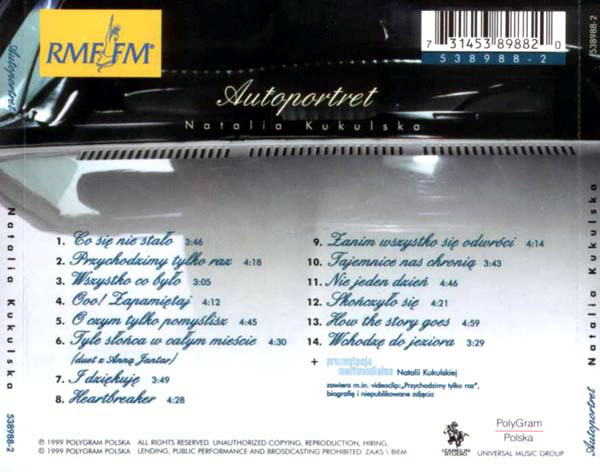 RMF FM®
7 31453 89882 0
538988-2
Autoportret
Natalia Kukulska
1. Co się nie stało 3:46
2. Przychodzimy tylko raz 4:18
3. Wszystko co było 3:05
4. Ooo! Zapamiętaj 4:12
5. O czym tylko pomyślisz 4:45
6. Tyle słońca w całym mieście 4:30
(duet z Anną Jantar)
7. I dziękuję 3:49
8. Heartbreaker 4:28
9. Zanim wszystko się odwróci 4:14
10. Tajemnice nas chronią 3:43
11. Nie jeden dzień 4:46
12. Skończyło się 4:21
13. How the story goes 4:59
14. Wchodzę do jeziora 3:29
+ prezentacja
multimedialna Natalii Kukulskiej
zawiera m.in. videoclip: „Przychodzimy tylko raz",
biografię i niepublikowane zdjęcia
℗ 1999 POLYGRAM POLSKA ALL RIGHTS RESERVED. UNAUTHORIZED COPYING, REPRODUCTION, HIRING,
© 1999 POLYGRAM POLSKA LENDING, PUBLIC PERFORMANCE AND BROSDCASTING PROHIBITED. ZAKS \ BIEM
IZABELIN
STUDIO
PolyGram
Polska
UNIVERSAL MUSIC GROUP
Autoportret
Natalia Kukulska
538988-2
538988-2
Natalia Kukulska
Autoportret